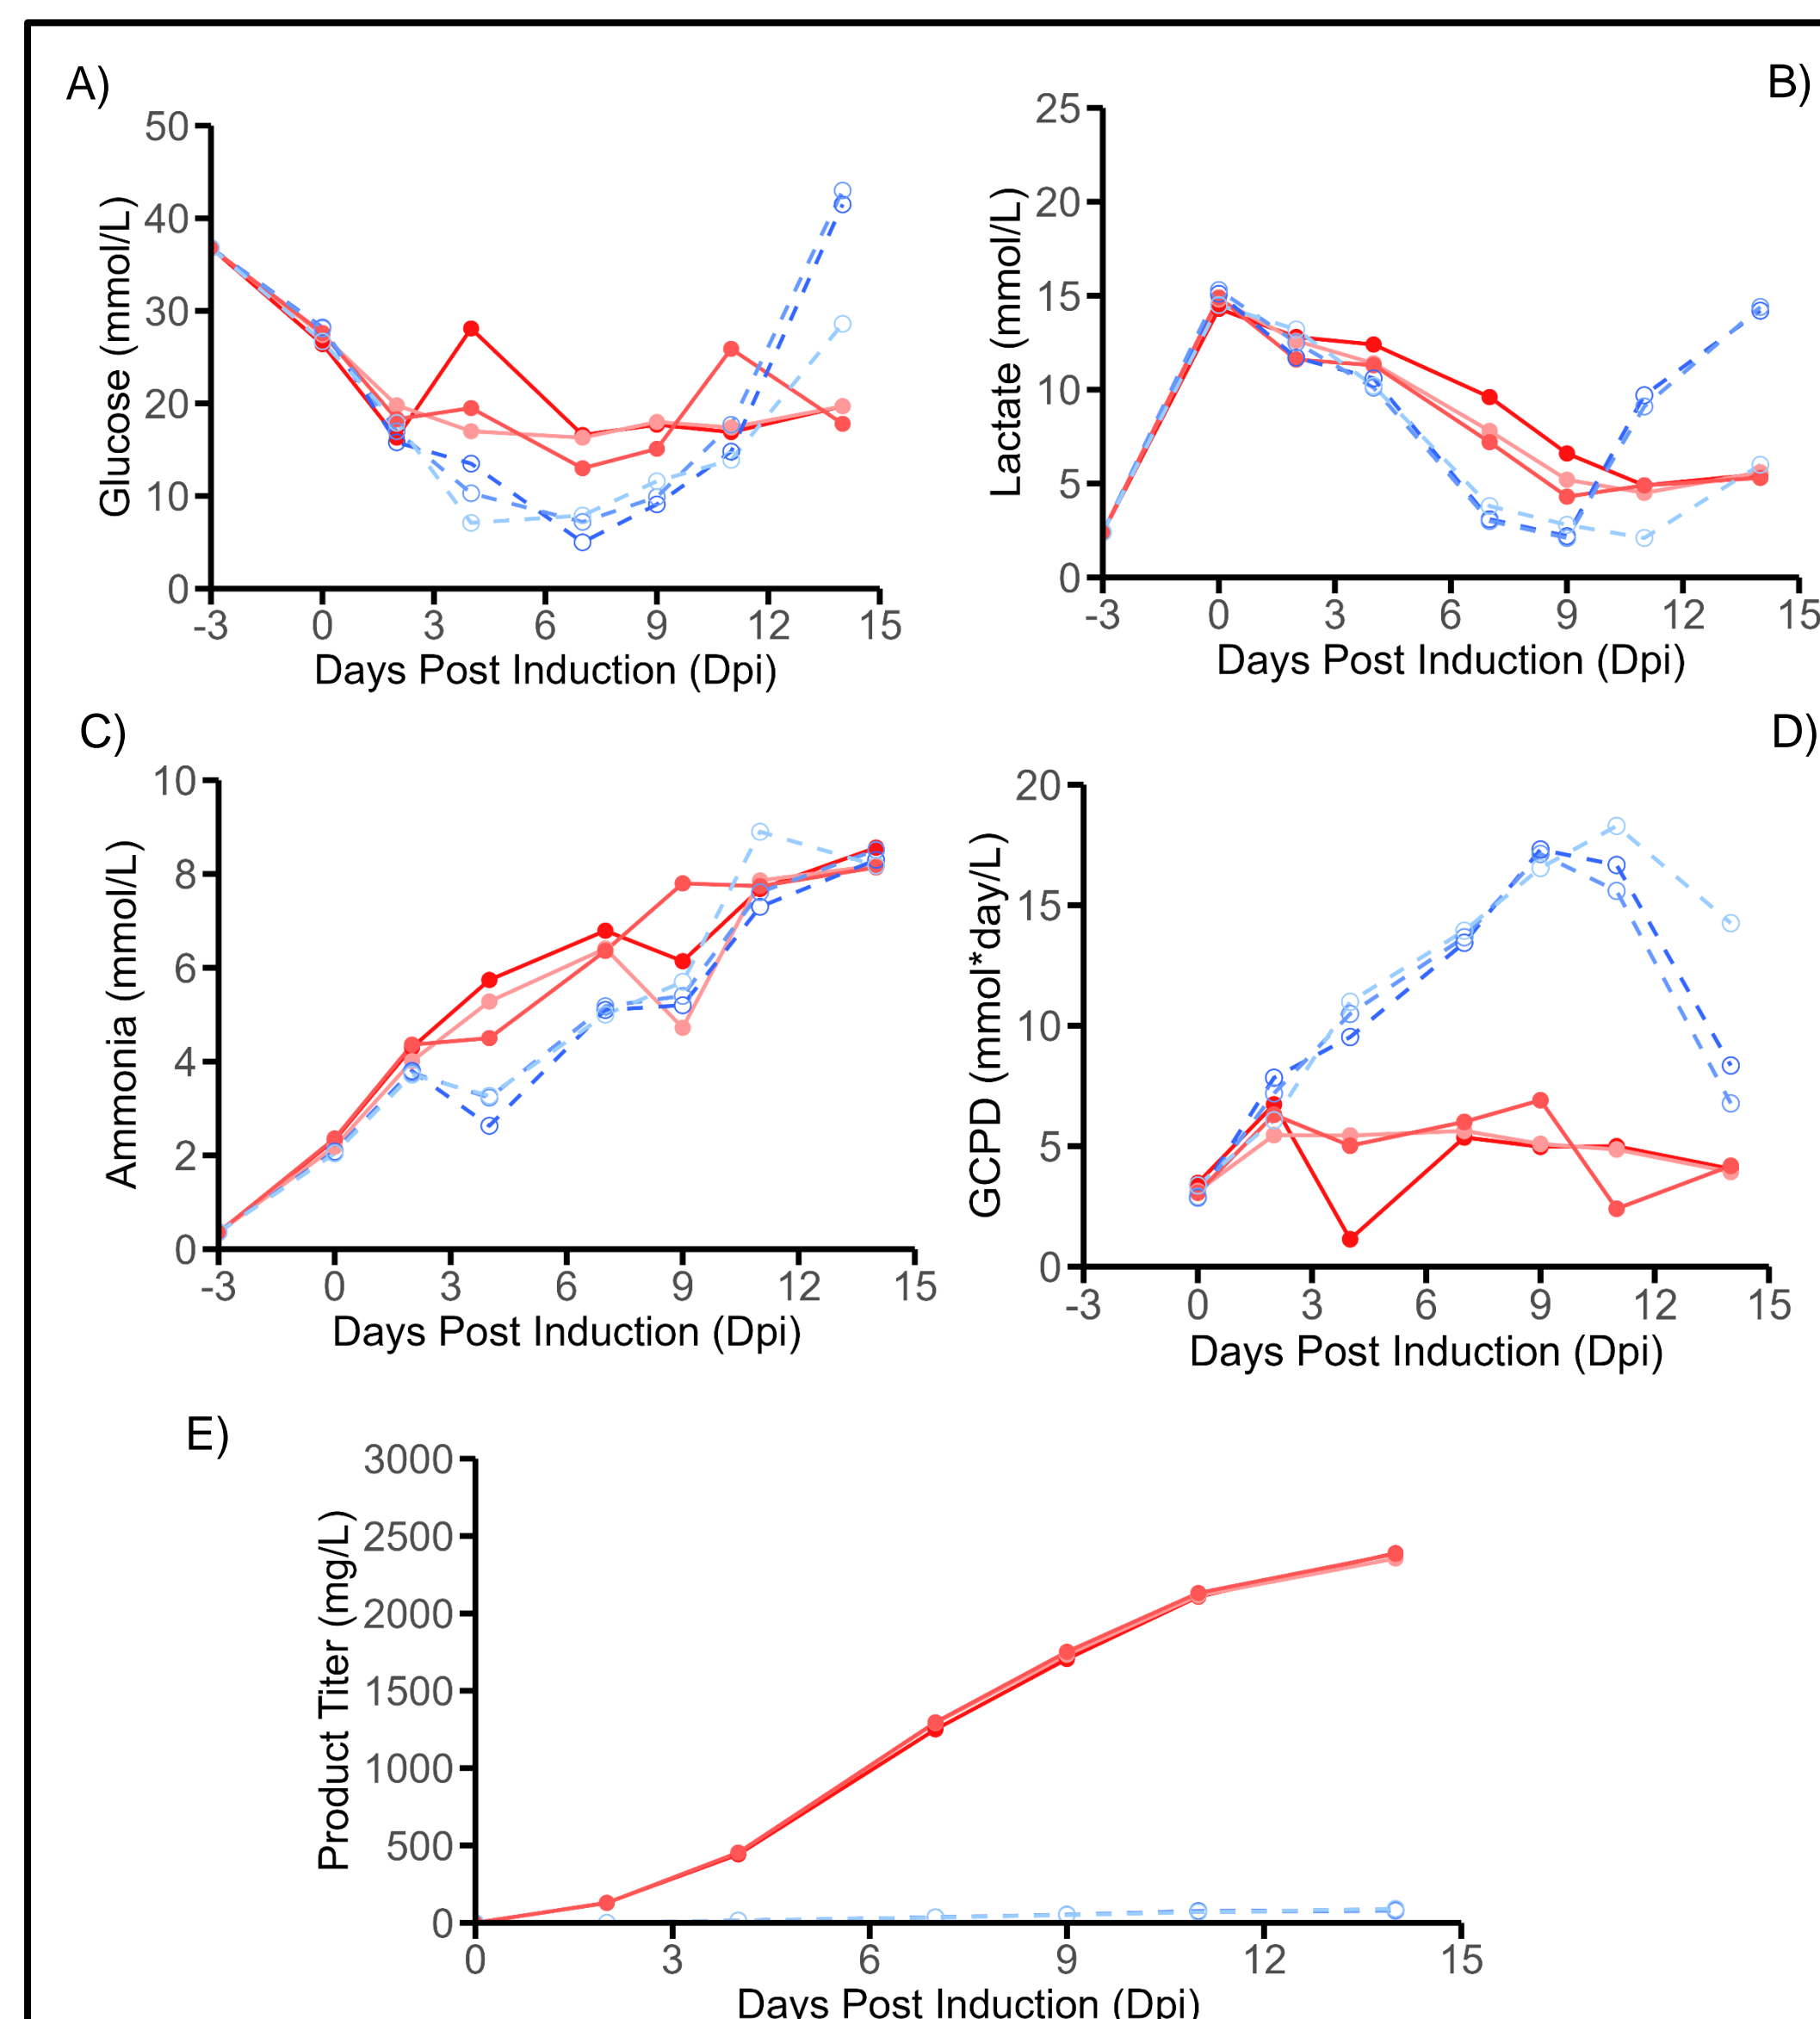 A)
B)
50
40
30
20
10
0
Glucose (mmol/L)
-3 0 3 6 9 12 15
Days Post Induction (Dpi)
25
20
15
10
5
0
Lactate (mmol/L)
-3 0 3 6 9 12 15
Days Post Induction (Dpi)
C)
D)
10
8
6
4
2
0
Ammonia (mmol/L)
-3 0 3 6 9 12 15
Days Post Induction (Dpi)
20
15
10
5
0
GCPD (mmol*day/L)
-3 0 3 6 9 12 15
Days Post Induction (Dpi)
E)
3000
2500
2000
1500
1000
500
0
Product Titer (mg/L)
0 3 6 9 12 15
Days Post Induction (Dpi)